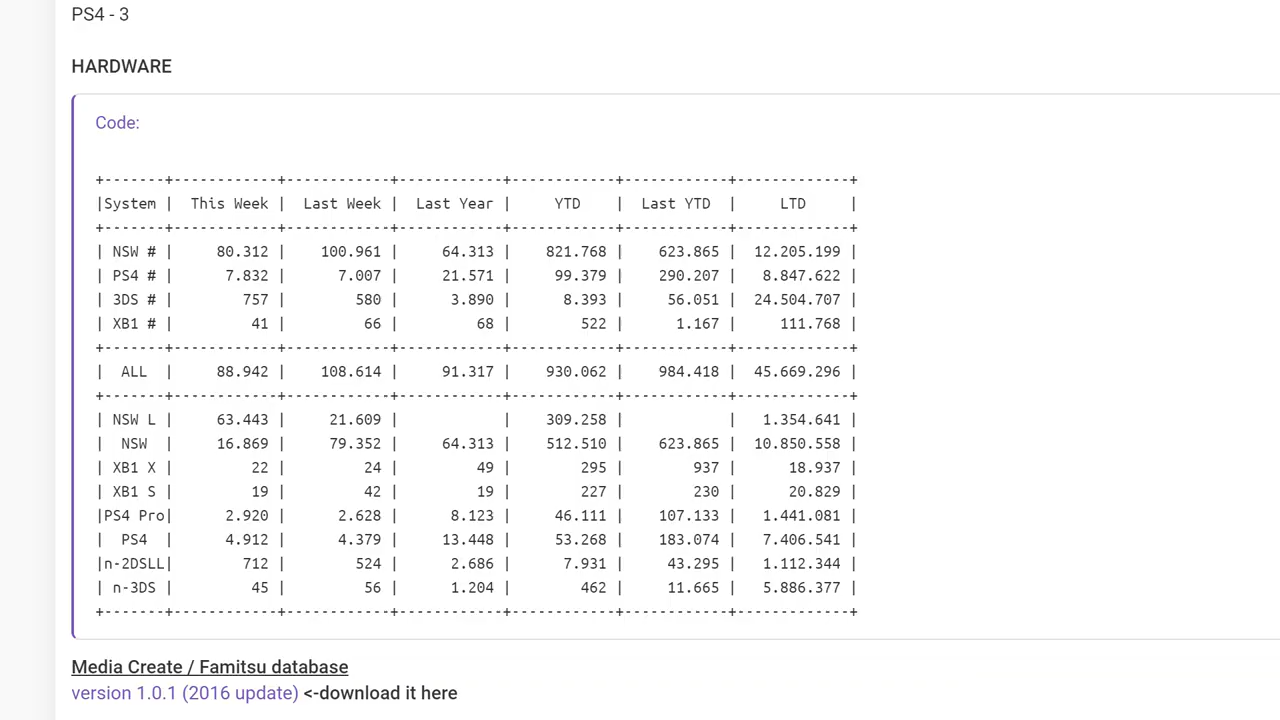 PS4 - 3
HARDWARE
Code:
+-------+------------+------------+------------+------------+------------+-------------+
|System |  This Week |  Last Week |  Last Year |     YTD    |  Last YTD  |     LTD     |
+-------+------------+------------+------------+------------+------------+-------------+
| NSW # |     80.312 |    100.961 |     64.313 |    821.768 |    623.865 |  12.205.199 |
| PS4 # |      7.832 |      7.007 |     21.571 |     99.379 |    290.207 |   8.847.622 |
| 3DS # |        757 |        580 |      3.890 |      8.393 |     56.051 |  24.504.707 |
| XB1 # |         41 |         66 |         68 |        522 |      1.167 |     111.768 |
+-------+------------+------------+------------+------------+------------+-------------+
|  ALL  |     88.942 |    108.614 |     91.317 |    930.062 |    984.418 |  45.669.296 |
+-------+------------+------------+------------+------------+------------+-------------+
| NSW L |     63.443 |     21.609 |            |    309.258 |            |   1.354.641 |
|  NSW  |     16.869 |     79.352 |     64.313 |    512.510 |    623.865 |  10.850.558 |
| XB1 X |         22 |         24 |         49 |        295 |        937 |      18.937 |
| XB1 S |         19 |         42 |         19 |        227 |        230 |      20.829 |
|PS4 Pro|      2.920 |      2.628 |      8.123 |     46.111 |    107.133 |   1.441.081 |
|  PS4  |      4.912 |      4.379 |     13.448 |     53.268 |    183.074 |   7.406.541 |
|n-2DSLL|        712 |        524 |      2.686 |      7.931 |     43.295 |   1.112.344 |
| n-3DS |         45 |         56 |      1.204 |        462 |     11.665 |   5.886.377 |
+-------+------------+------------+------------+------------+------------+-------------+
Media Create / Famitsu database
version 1.0.1 (2016 update) <-download it here